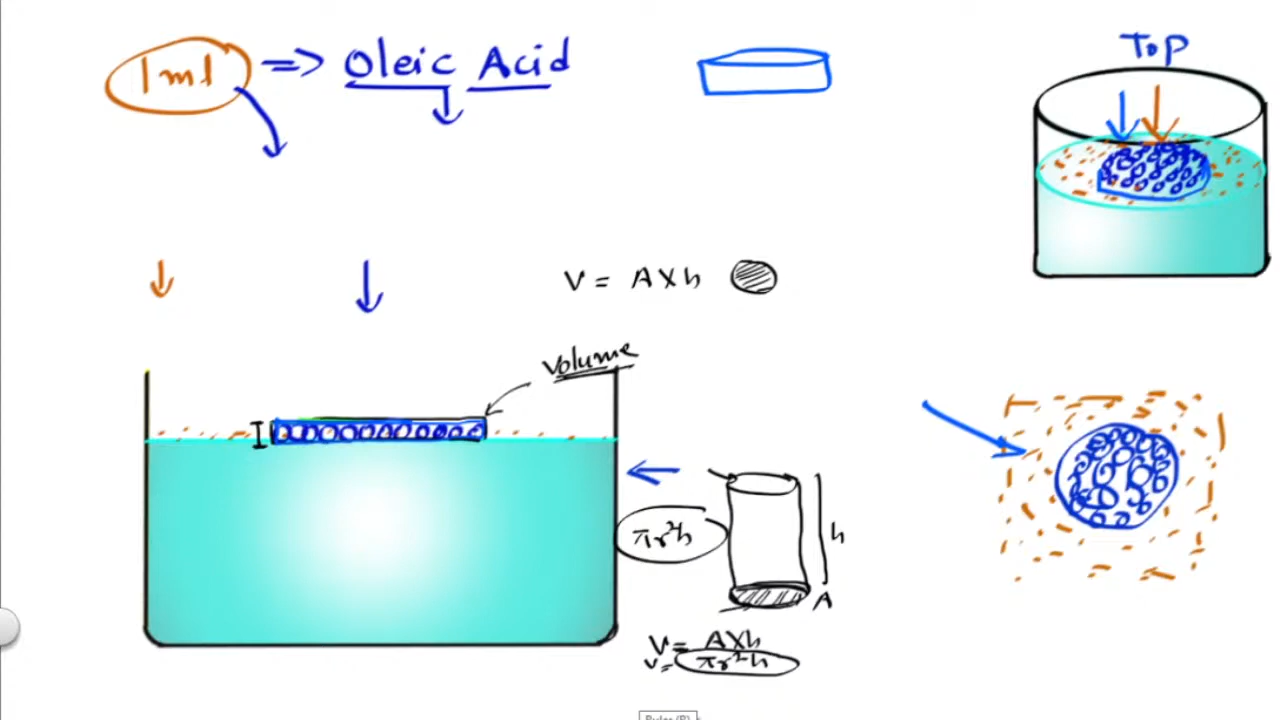 1ml => Oleic Acid
Top
V = A×h
Volume
πr²h
h
A
V = A×h
V = πr²h